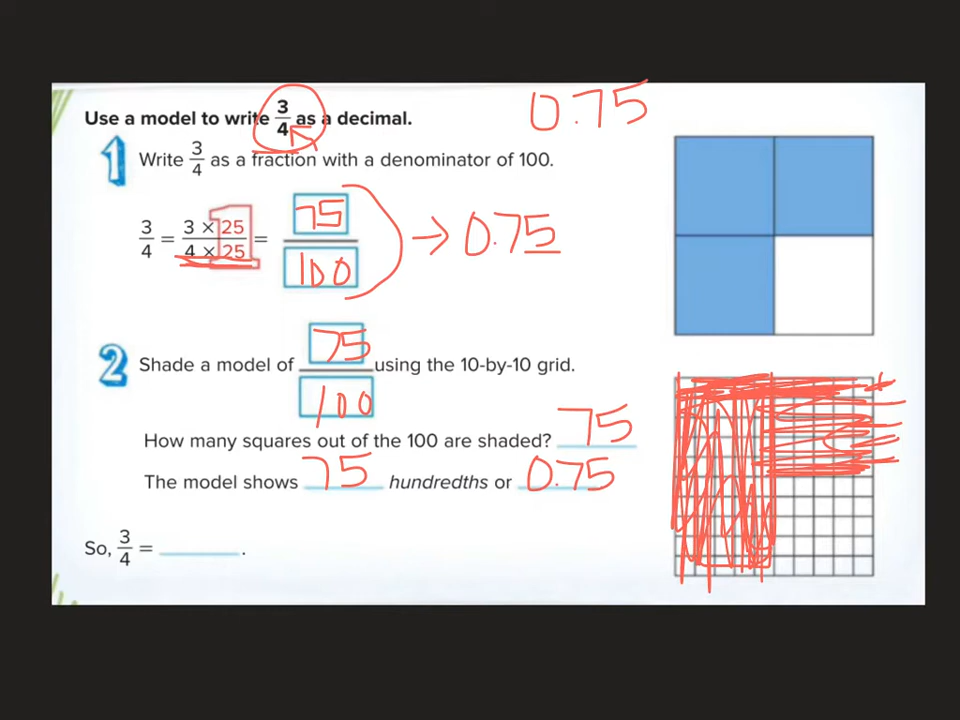 Use a model to write 3/4 as a decimal.
0.75
1
Write 3/4 as a fraction with a denominator of 100.
3/4 = 3 × 25/4 × 25 = 75/100 → 0.75
1
2
Shade a model of 75/100 using the 10-by-10 grid.
How many squares out of the 100 are shaded? 75
The model shows 75 hundredths or 0.75
So, 3/4 = ______.